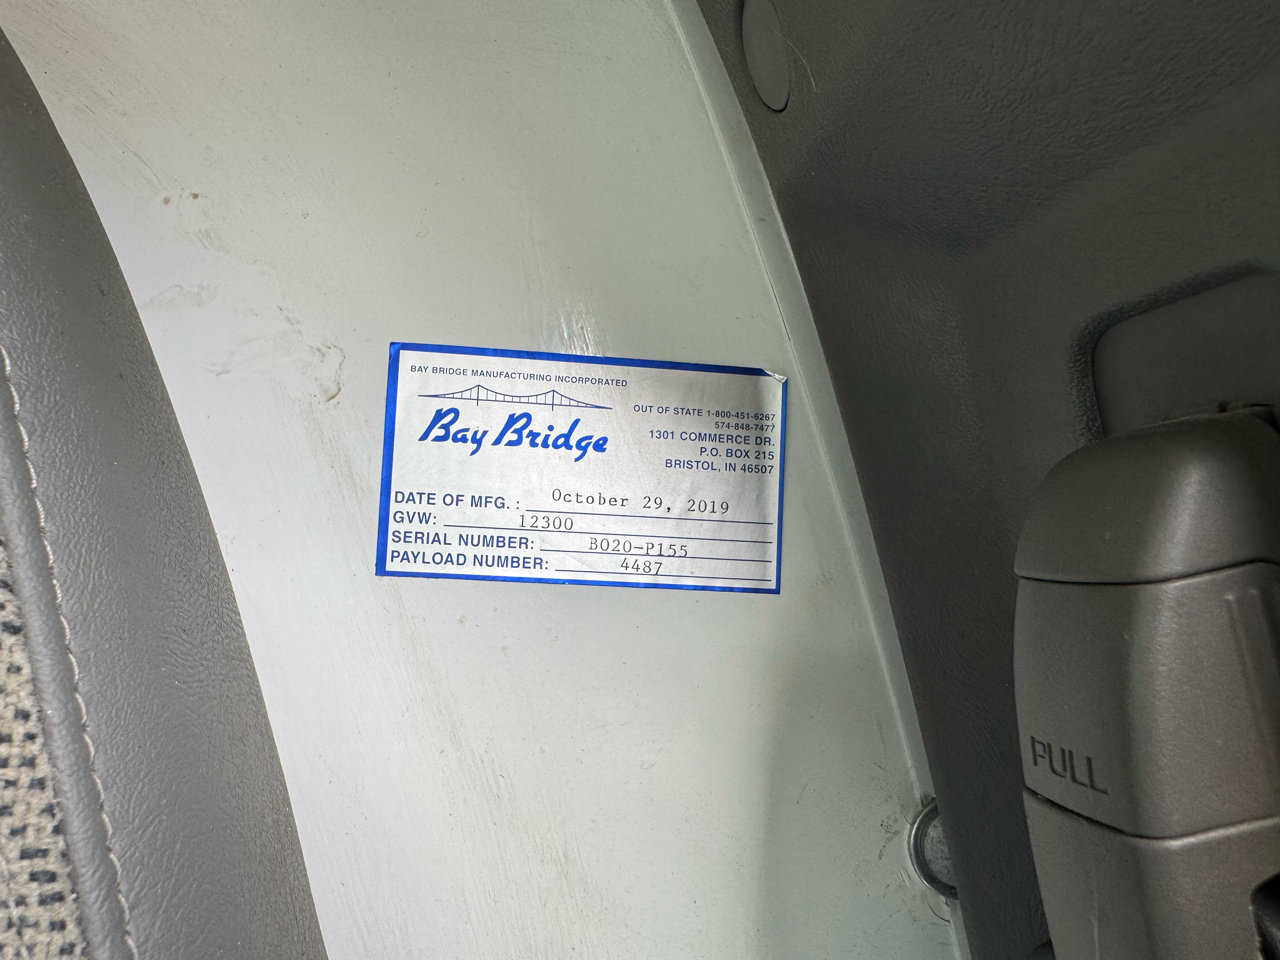 BAY BRIDGE MANUFACTURING INCORPORATED
Bay Bridge
OUT OF STATE 1-800-451-6267
574-848-7477
1301 COMMERCE DR.
P.O. BOX 215
BRISTOL, IN 46507
DATE OF MFG. : October 29, 2019
GVW: 12300
SERIAL NUMBER: B020-P155
PAYLOAD NUMBER: 4487
PULL